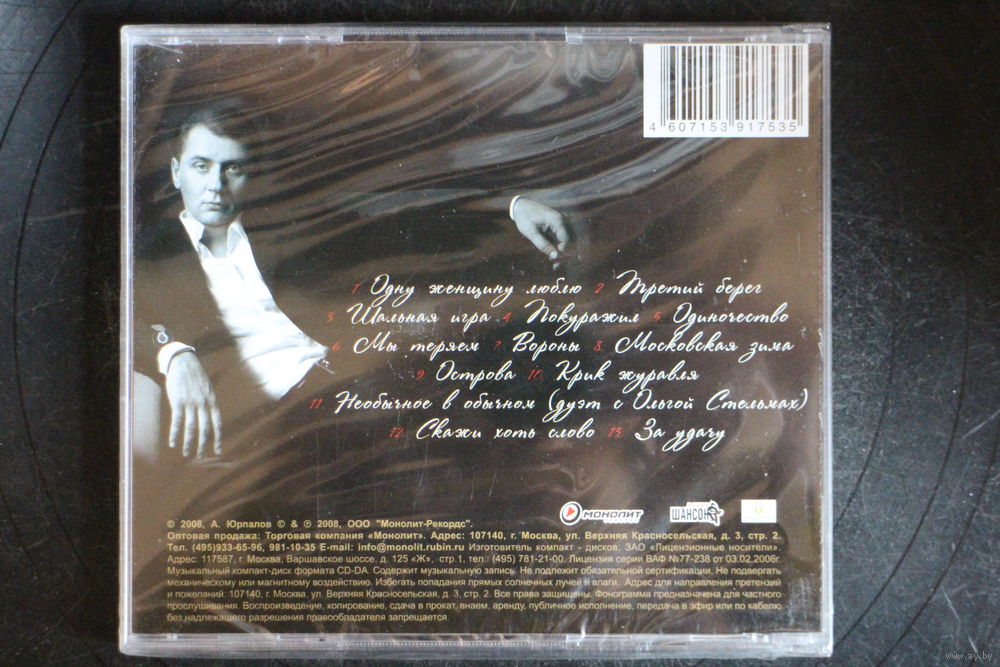 4 607153 917535
1 Одну женщину люблю 2 Третий берег
3 Шальная игра 4 Покуражил 5 Одиночество
6 Мы теряем 7 Вороны 8 Московская зима
9 Острова 10 Крик журавля
11 Необычное в обычном (дуэт с Ольгой Стельмах)
12 Скажи хоть слово 13 За удачу
МОНОЛИТ
ШАНСОН
© 2008, А. Юрпалов © & ℗ 2008, ООО "Монолит-Рекордс".
Оптовая продажа: Торговая компания «Монолит». Адрес: 107140, г. Москва, ул. Верхняя Красносельская, д. 3, стр. 2.
Тел. (495)933-65-96, 981-10-35 E-mail: info@monolit.rubin.ru Изготовитель компакт - дисков. ЗАО «Лицензионные носители».
Адрес: 117587, г. Москва, Варшавское шоссе. д. 125 «Ж», стр.1, тел.: (495) 781-21-00. Лицензия серии ВАФ №77-238 от 03.02.2006г.
Музыкальный компакт-диск формата CD-DA. Содержит музыкальную запись. Не подлежит обязательной сертификации. Не подвергать
механическому или магнитному воздействию. Избегать попадания прямых солнечных лучей и влаги. Адрес для направления претензий
и пожеланий: 107140, г. Москва, ул. Верхняя Красносельская, д. 3, стр. 2. Все права защищены. Фонограмма предназначена для частного
прослушивания. Воспроизведение, копирование, сдача в прокат, внаем, аренду, публичное исполнение, передача в эфир или по кабелю
без надлежащего разрешения правообладателя запрещается.
www.ay.by